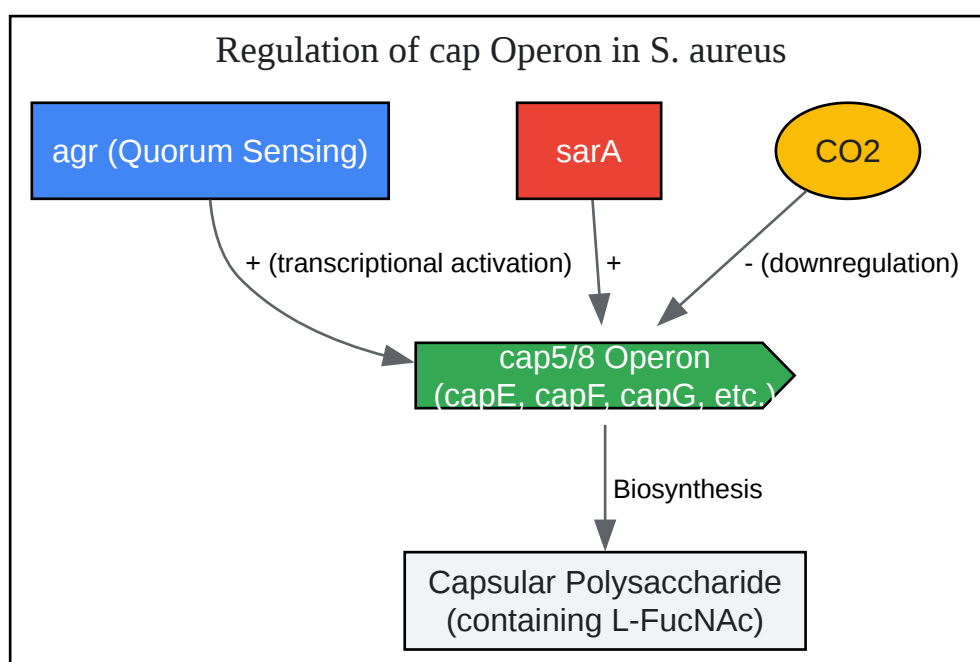 Regulation of cap Operon in S. aureus
agr (Quorum Sensing)
sarA
CO2
+ (transcriptional activation)
+
- (downregulation)
cap5/8 Operon
(capE, capF, capG, etc.)
Biosynthesis
Capsular Polysaccharide
(containing L-FucNAc)